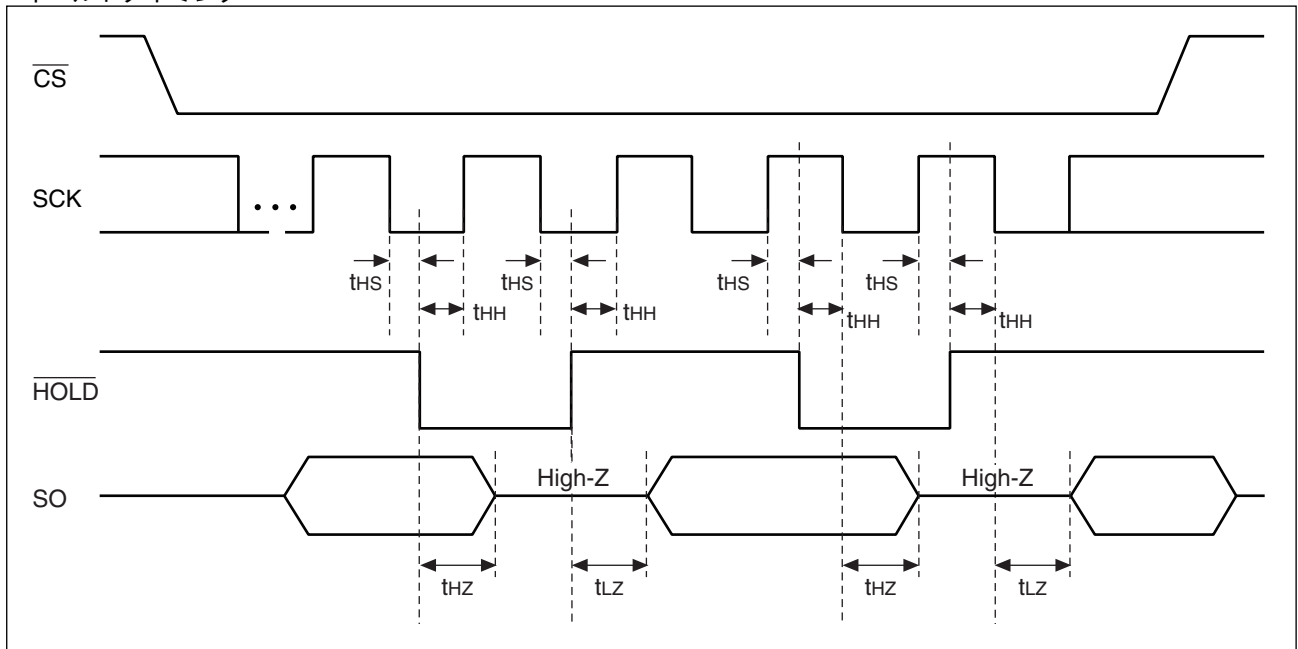 CS
SCK
tHS tHS tHS tHS
tHH tHH tHH tHH
HOLD
High-Z High-Z
SO
tHZ tLZ tHZ tLZ